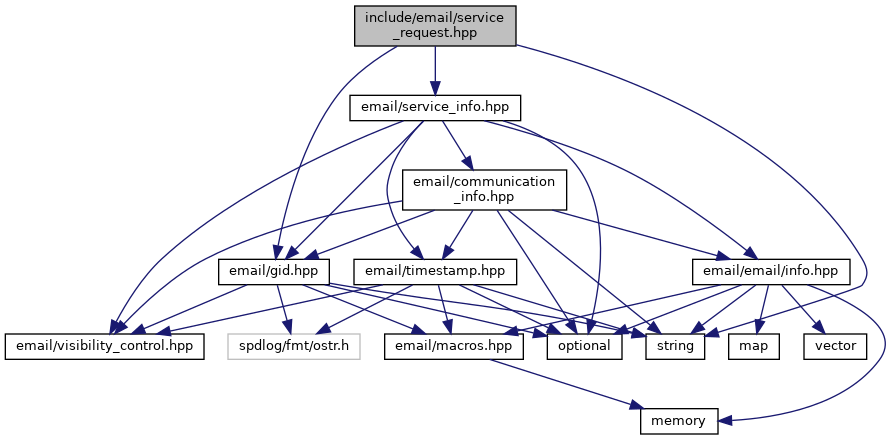 include/email/service
_request.hpp
email/service_info.hpp
email/communication
_info.hpp
email/gid.hpp
email/timestamp.hpp
email/email/info.hpp
email/visibility_control.hpp
spdlog/fmt/ostr.h
email/macros.hpp
optional
string
map
vector
memory